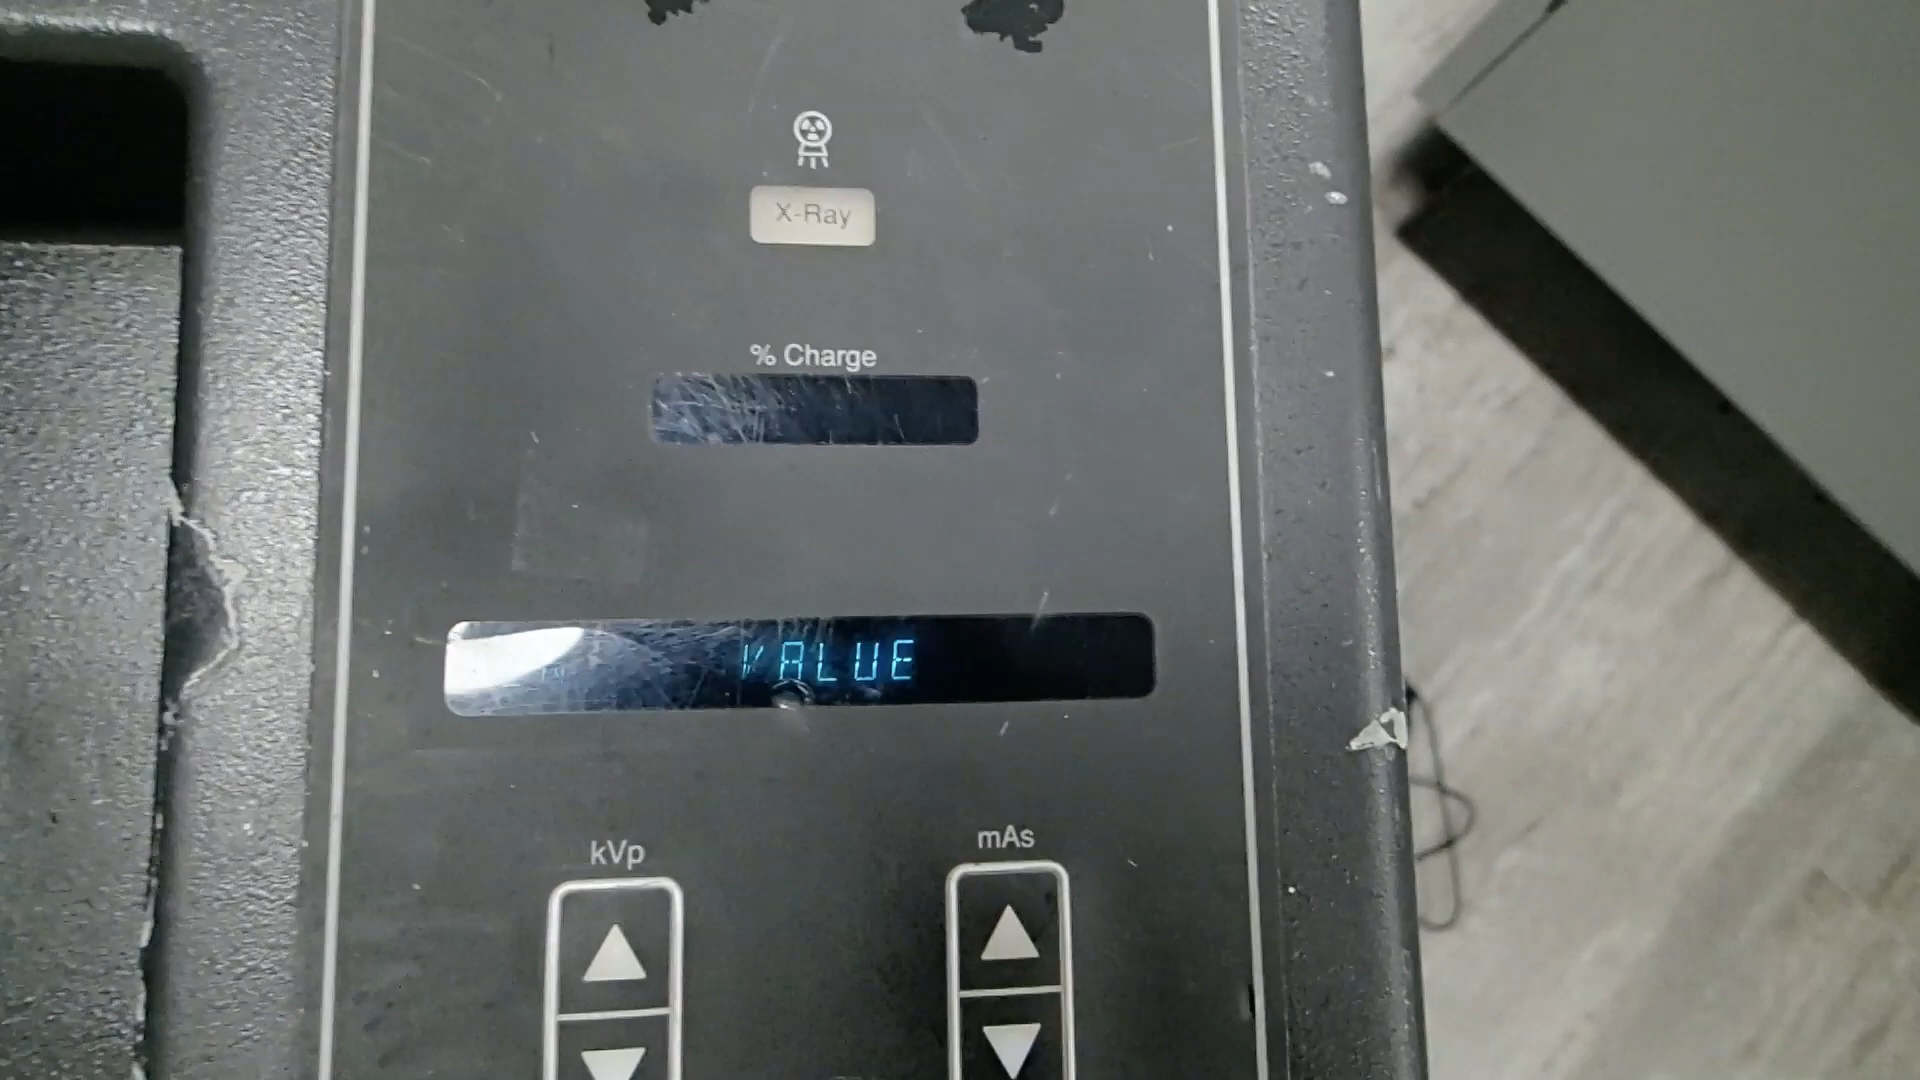 X-Ray
% Charge
VALUE
kVp
mAs